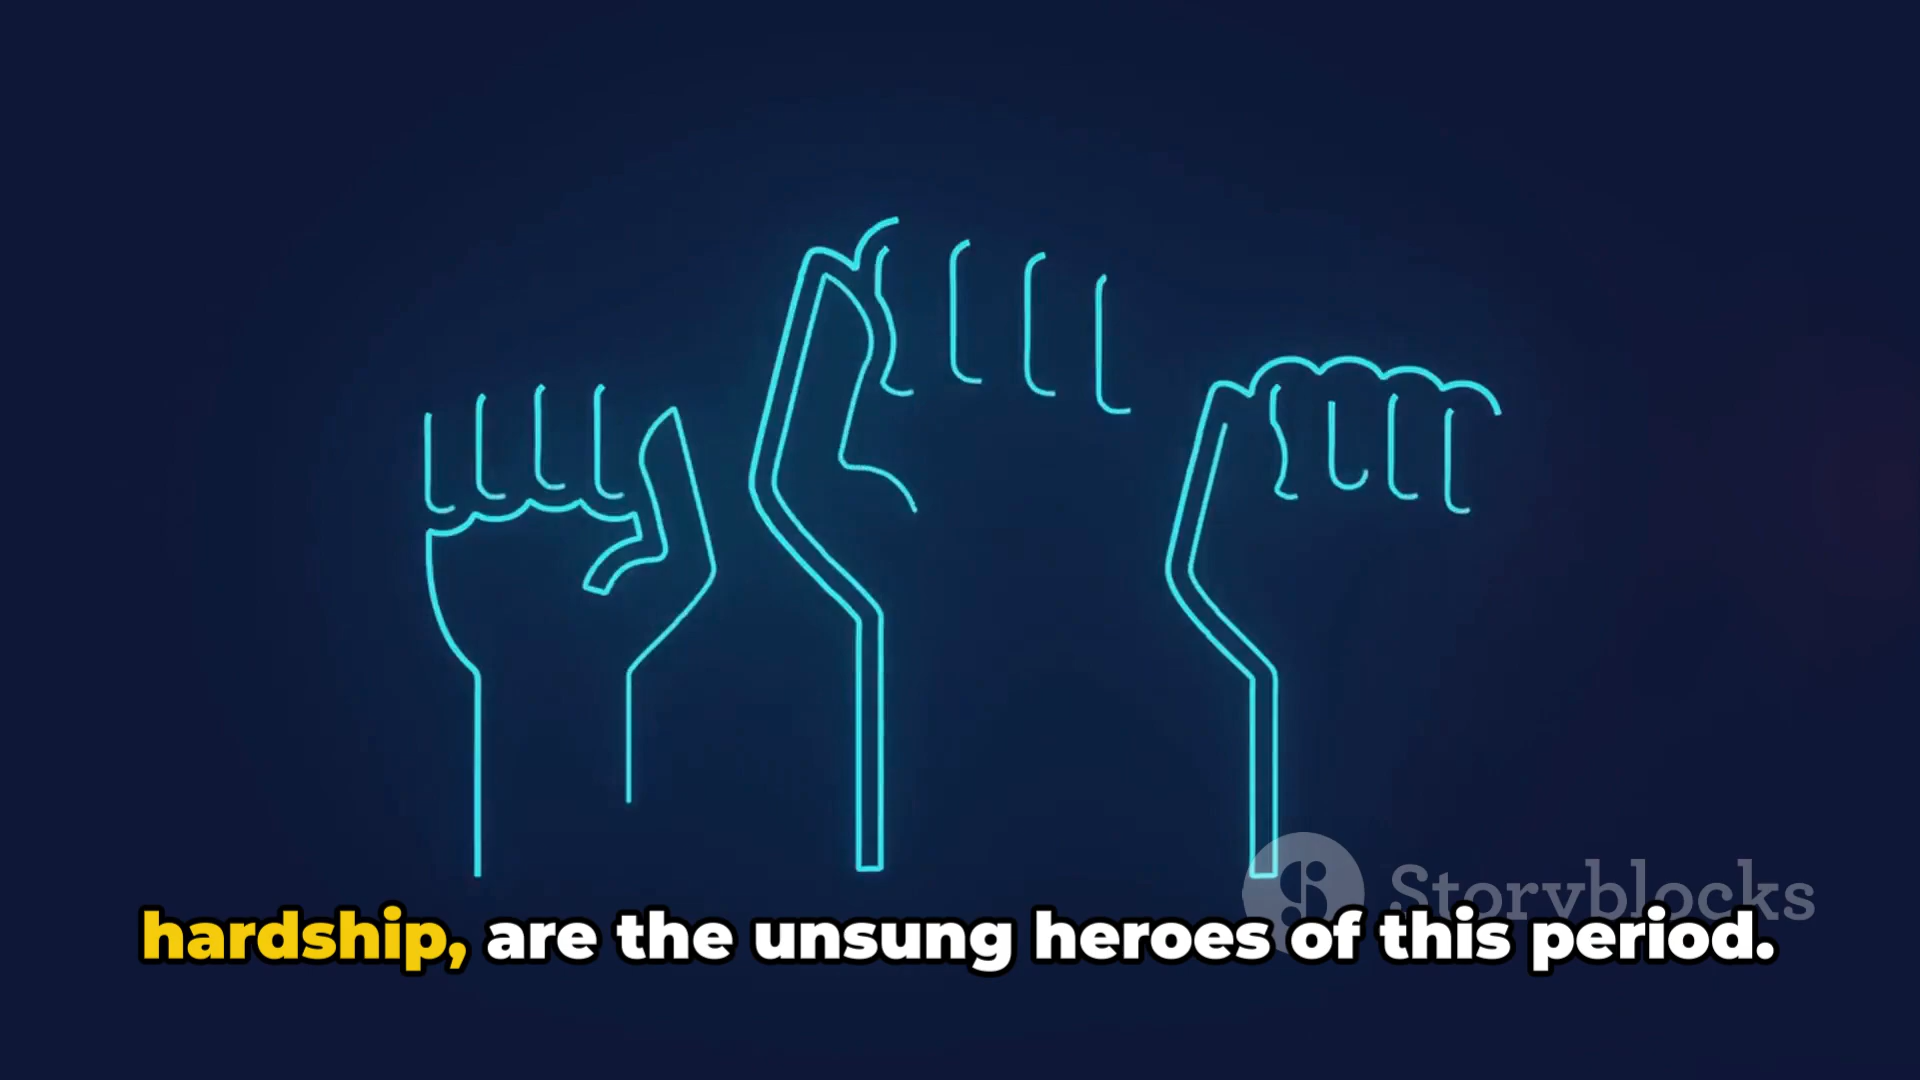 Storyblocks
hardship, are the unsung heroes of this period.